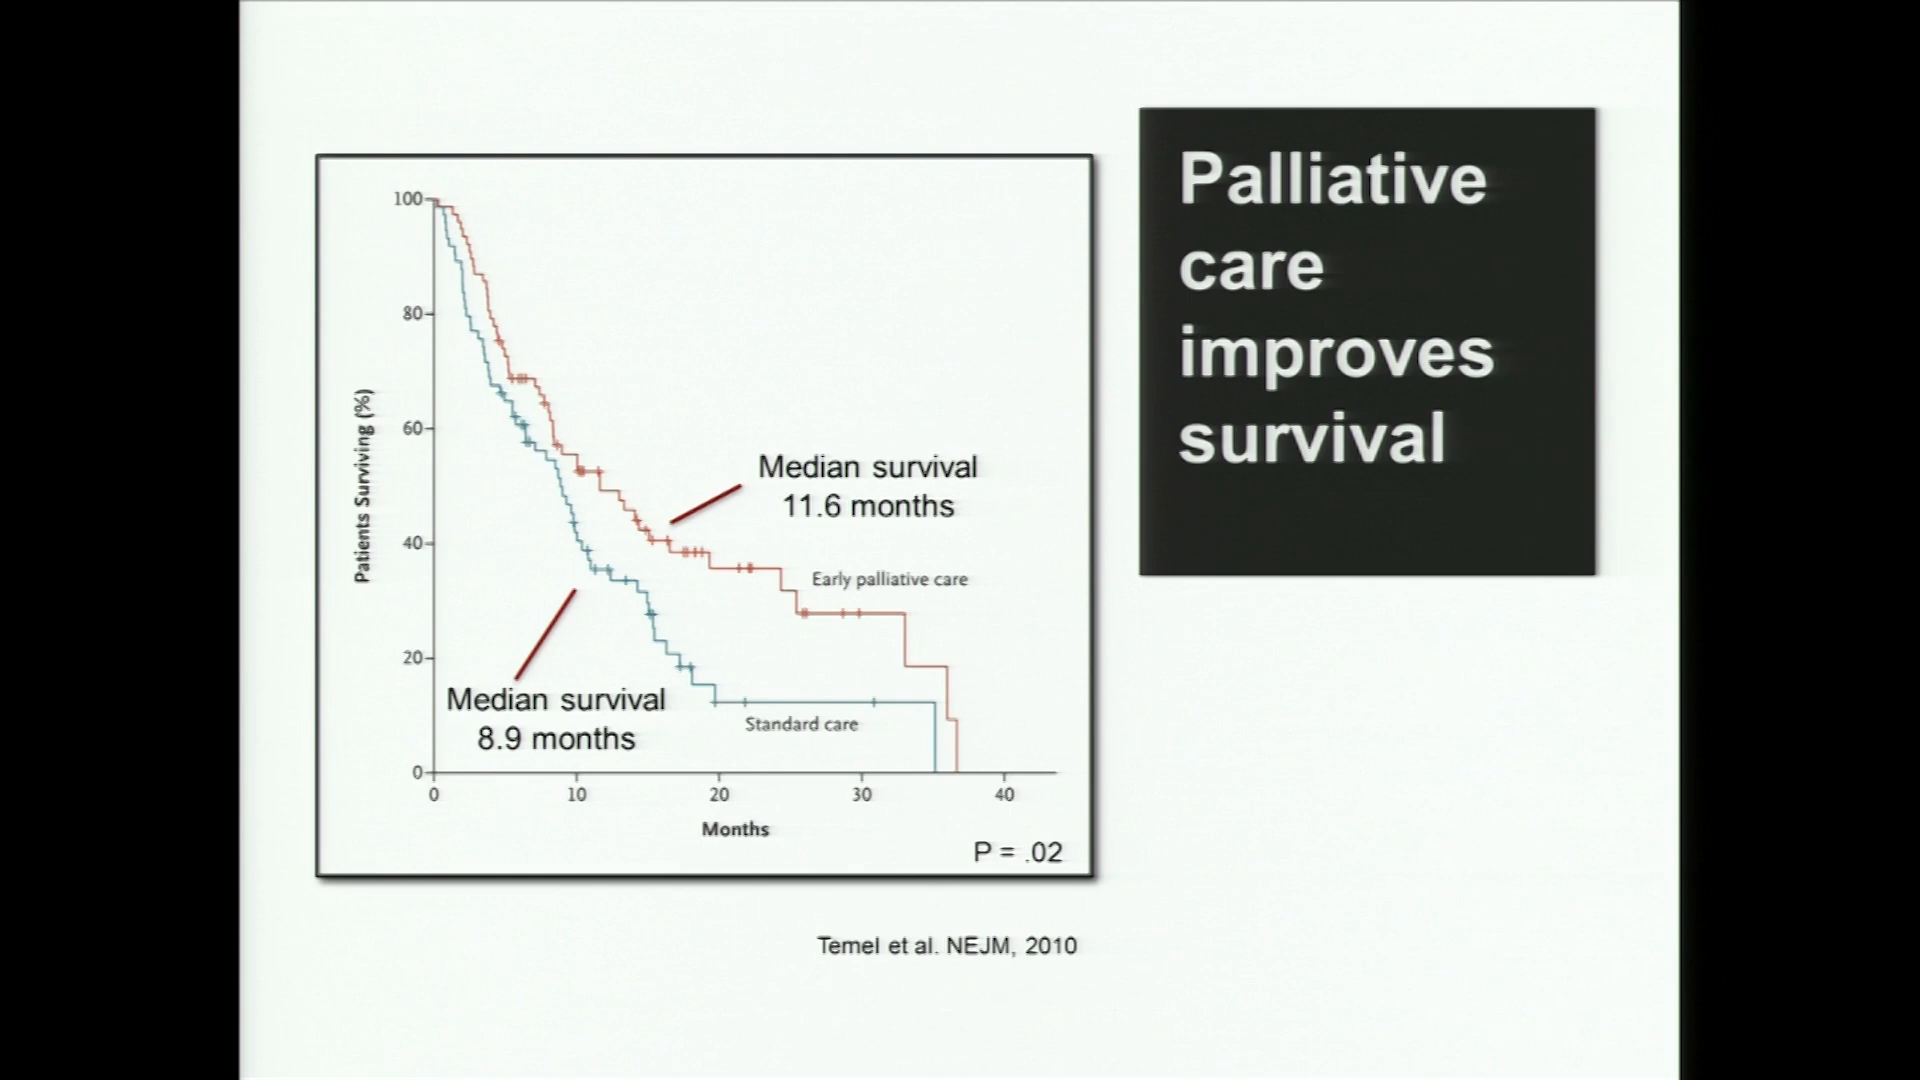 Palliative
care
improves
survival
100
80
60
40
20
0
Patients Surviving (%)
Median survival
11.6 months
Early palliative care
Median survival
8.9 months
Standard care
0 10 20 30 40
Months
P = .02
Temel et al. NEJM, 2010